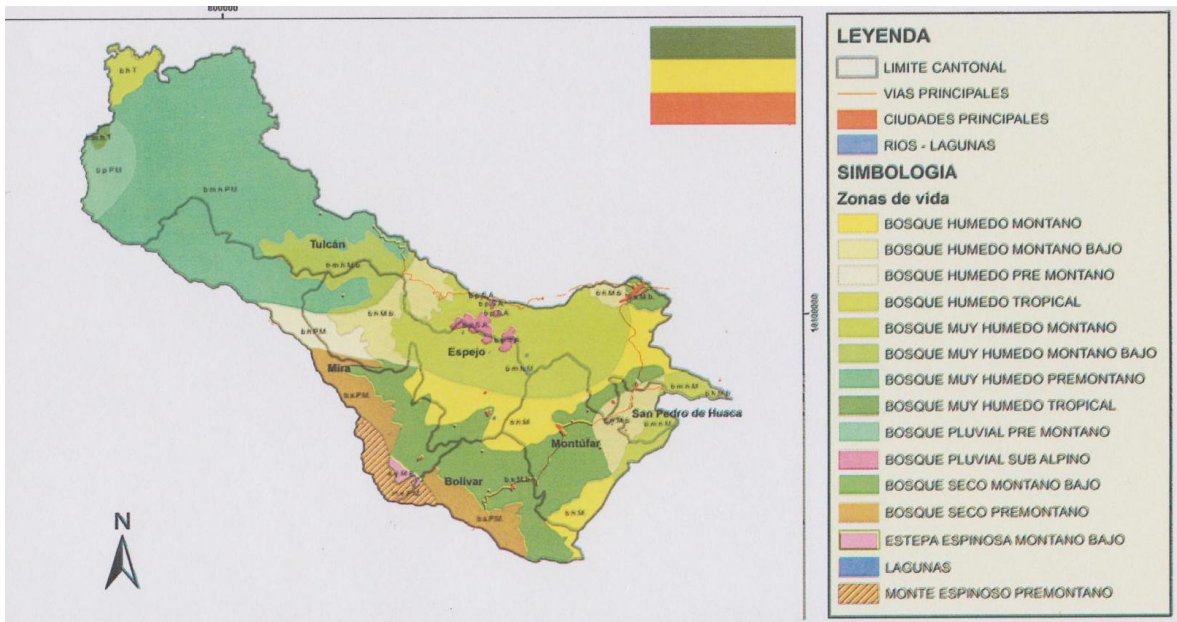 800000
10100000
b.h.T
b.p.P.M
b.m.h.P.M
Tulcán
b.m.h.M.b
b.h.M.b
b.h.P.M
b.p.S.A
b.p.S.A
b.p.S.A
b.h.M.b
b.s.M.b.
Espejo
b.m.h.M
Mira
b.s.P.M.
b.m.h.M
San Pedro de Huaca
b.m.h.M
b.h.M
Montúfar
Bolivar
b.s.M.b
b.s.P.M
b.h.M
N
LEYENDA
LIMITE CANTONAL
VIAS PRINCIPALES
CIUDADES PRINCIPALES
RIOS - LAGUNAS
SIMBOLOGIA
Zonas de vida
BOSQUE HUMEDO MONTANO
BOSQUE HUMEDO MONTANO BAJO
BOSQUE HUMEDO PRE MONTANO
BOSQUE HUMEDO TROPICAL
BOSQUE MUY HUMEDO MONTANO
BOSQUE MUY HUMEDO MONTANO BAJO
BOSQUE MUY HUMEDO PREMONTANO
BOSQUE MUY HUMEDO TROPICAL
BOSQUE PLUVIAL PRE MONTANO
BOSQUE PLUVIAL SUB ALPINO
BOSQUE SECO MONTANO BAJO
BOSQUE SECO PREMONTANO
ESTEPA ESPINOSA MONTANO BAJO
LAGUNAS
MONTE ESPINOSO PREMONTANO